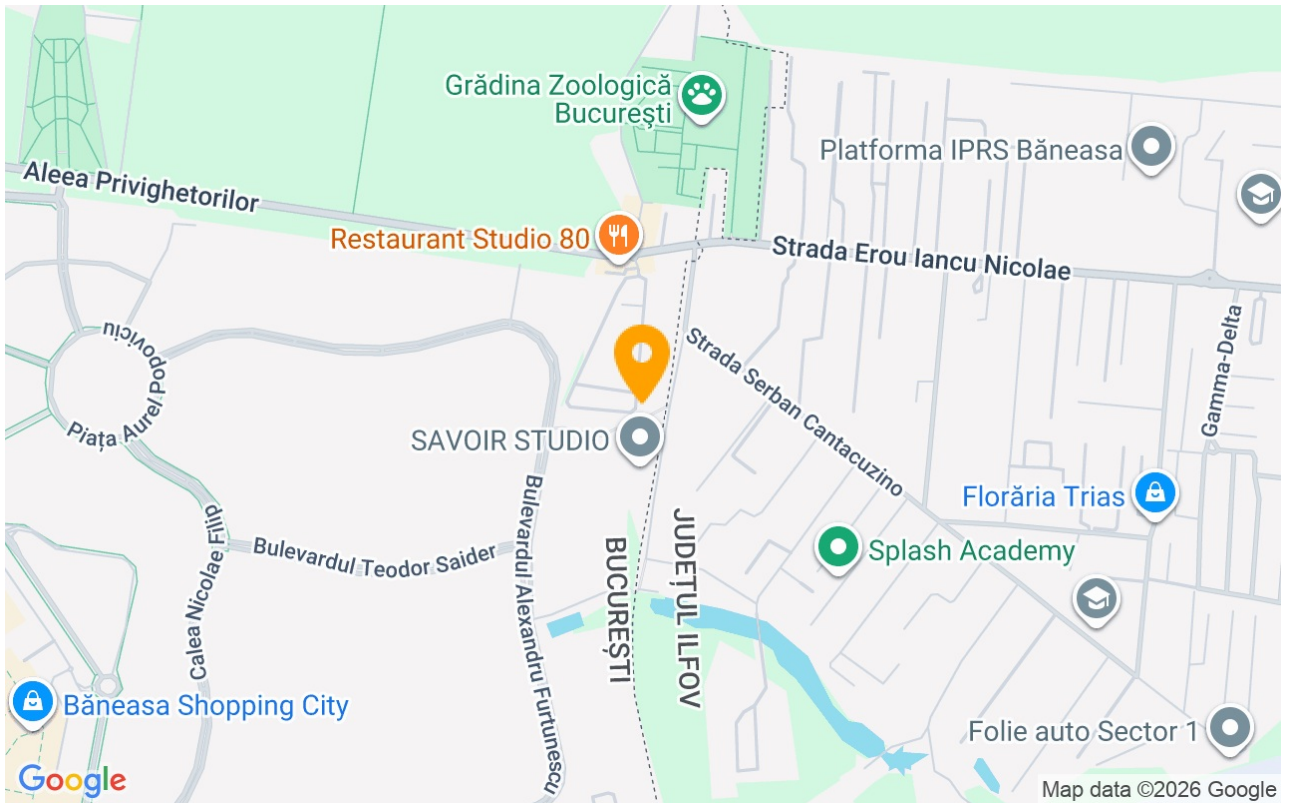 Grădina Zoologică
Bucureşti
Platforma IPRS Băneasa
Aleea Privighetorilor
Restaurant Studio 80
Strada Erou Iancu Nicolae
Piața Aurel Popoviciu
Strada Serban Cantacuzino
Gamma-Delta
SAVOIR STUDIO
Florăria Trias
Calea Nicolae Filip
Bulevardul Teodor Saider
Bulevardul Alexandru Furtunescu
BUCUREȘTI
JUDEȚUL ILFOV
Splash Academy
Băneasa Shopping City
Folie auto Sector 1
Google
Map data ©2026 Google